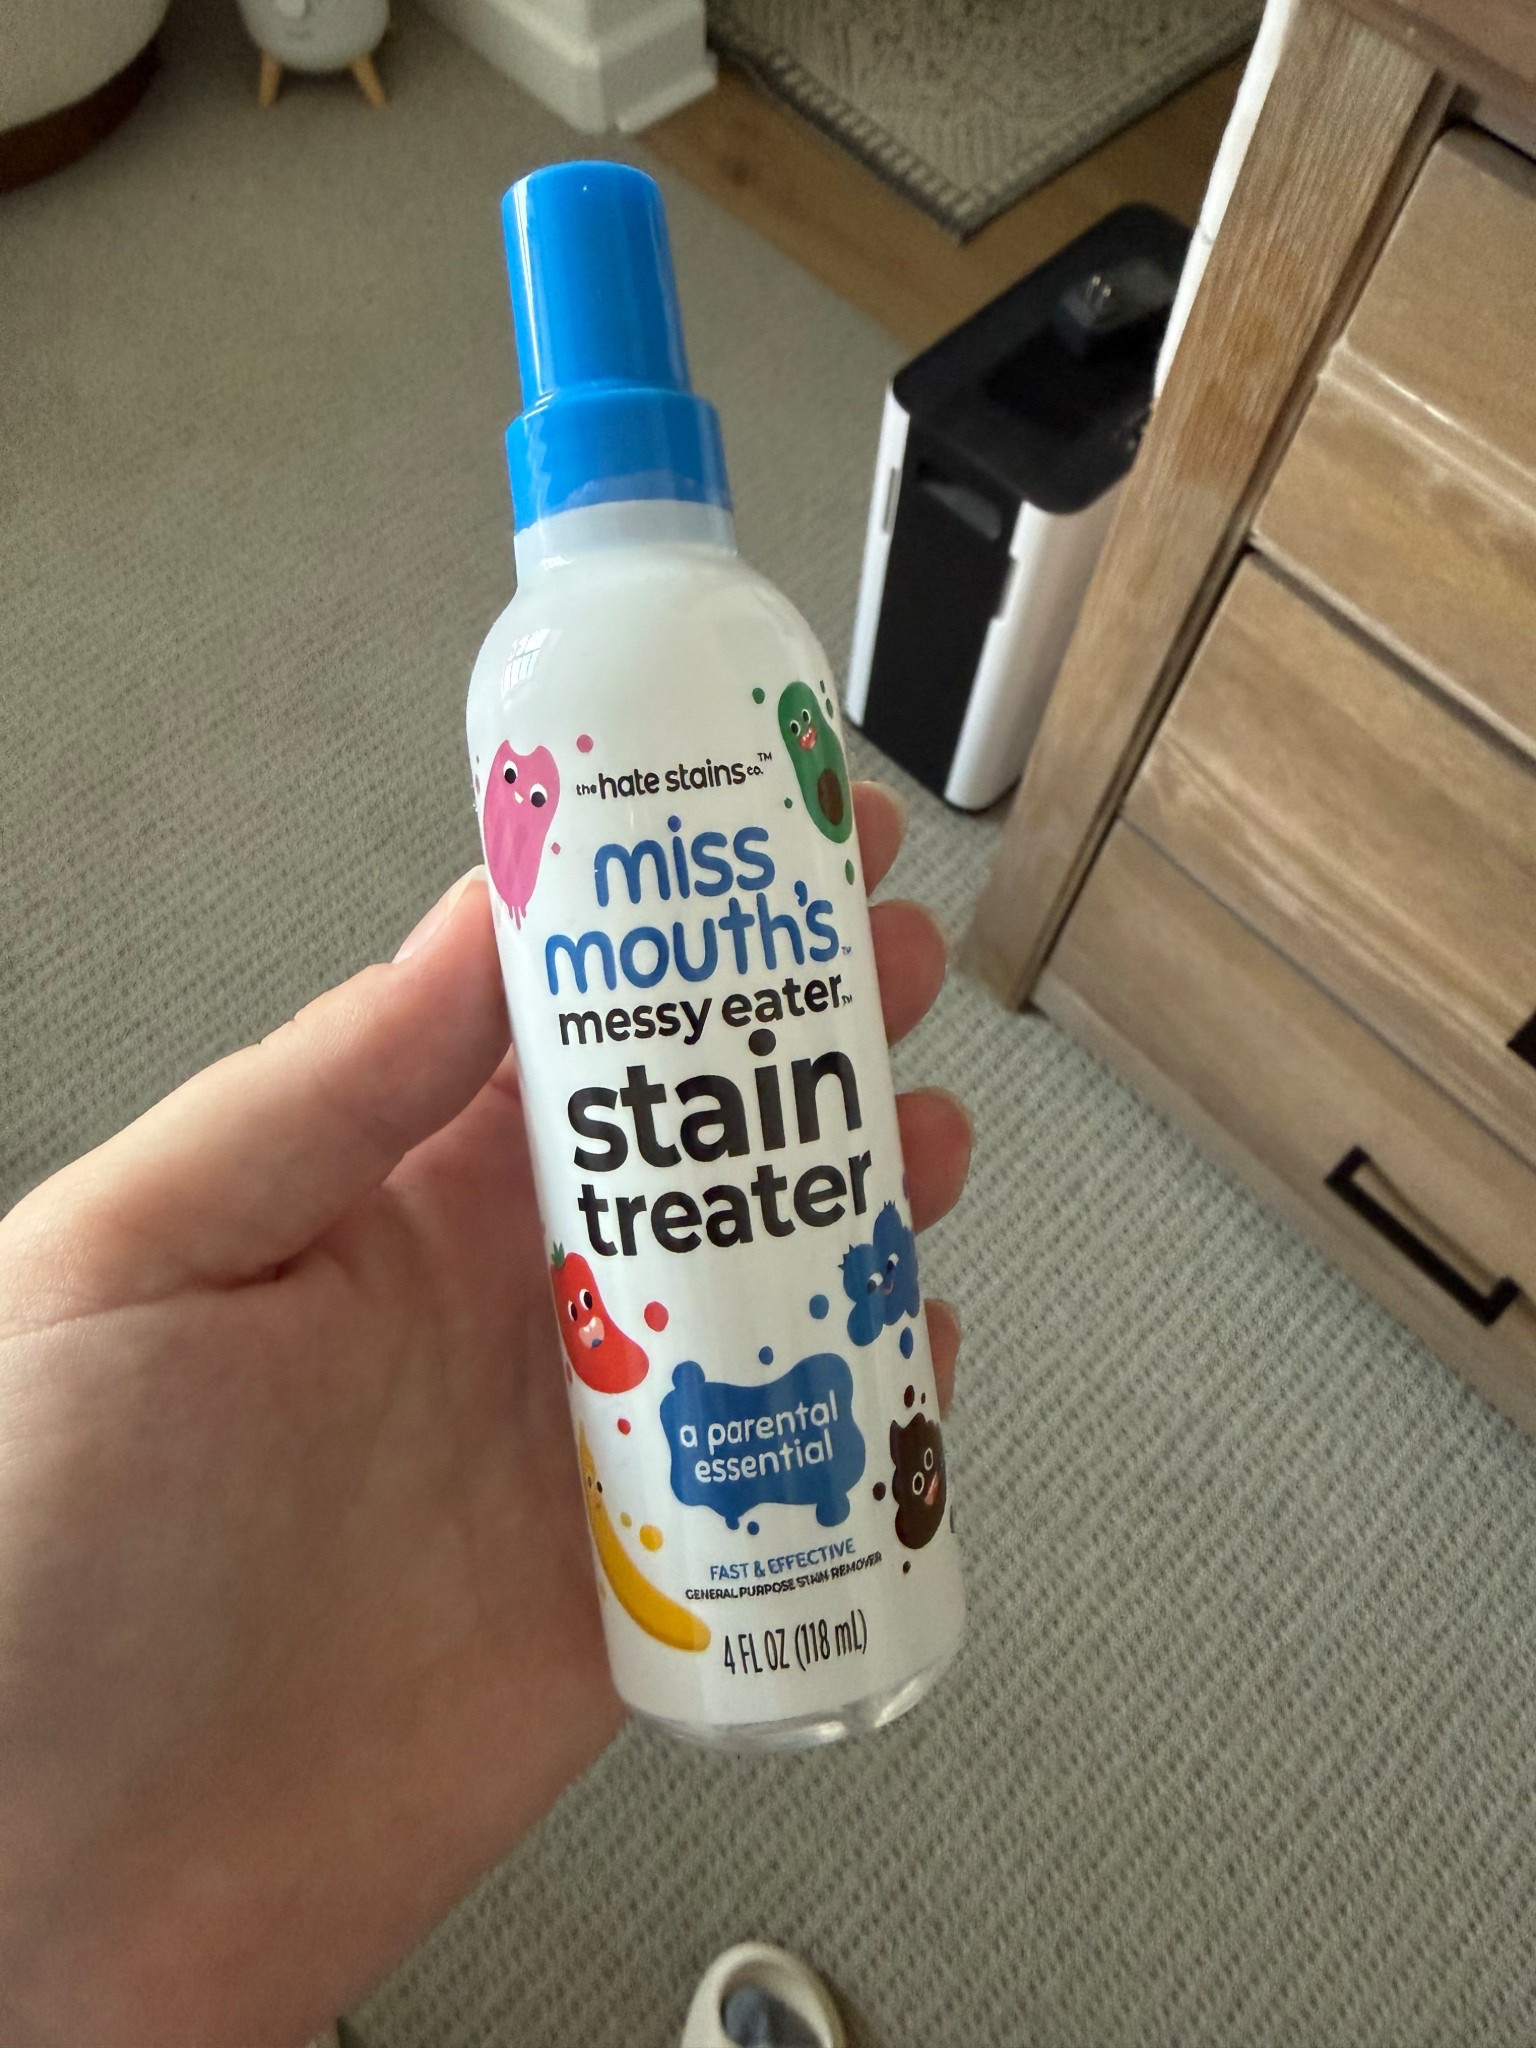 the hate stains co.™
miss
mouth's™
messy eater™
stain
treater
a parental
essential
FAST & EFFECTIVE
GENERAL PURPOSE STAIN REMOVER
4 FL OZ (118 mL)